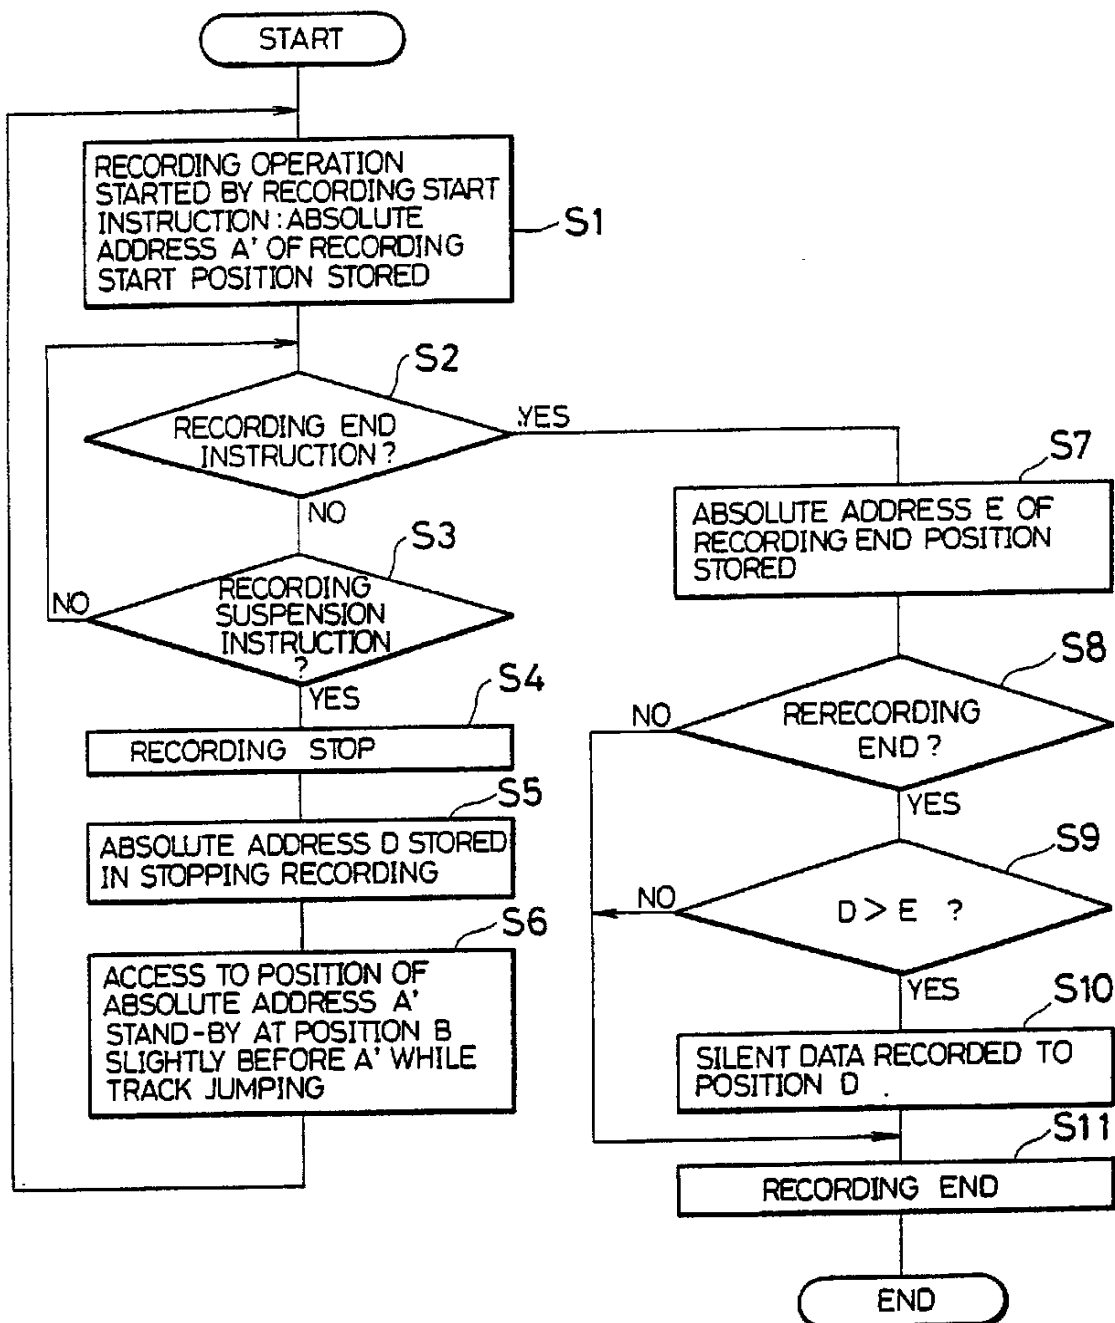 START
RECORDING OPERATION
STARTED BY RECORDING START
INSTRUCTION : ABSOLUTE
ADDRESS A' OF RECORDING
START POSITION STORED
S1
S2
RECORDING END
INSTRUCTION ?
YES
NO
S3
RECORDING
SUSPENSION
INSTRUCTION
?
NO
YES
S4
RECORDING STOP
S5
ABSOLUTE ADDRESS D STORED
IN STOPPING RECORDING
S6
ACCESS TO POSITION OF
ABSOLUTE ADDRESS A'
STAND-BY AT POSITION B
SLIGHTLY BEFORE A' WHILE
TRACK JUMPING
S7
ABSOLUTE ADDRESS E OF
RECORDING END POSITION
STORED
S8
RERECORDING
END ?
NO
YES
S9
D > E ?
NO
YES
S10
SILENT DATA RECORDED TO
POSITION D
S11
RECORDING END
END